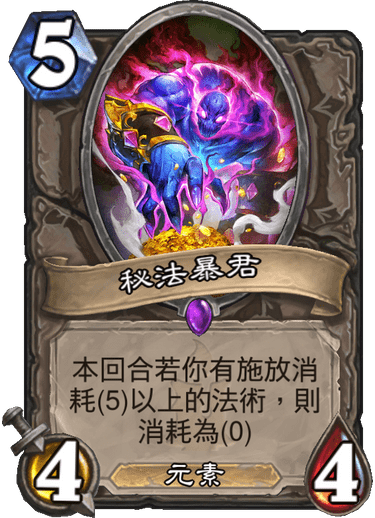 5
秘法暴君
本回合若你有施放消
耗(5)以上的法術，則
消耗為(0)
4
元素
4